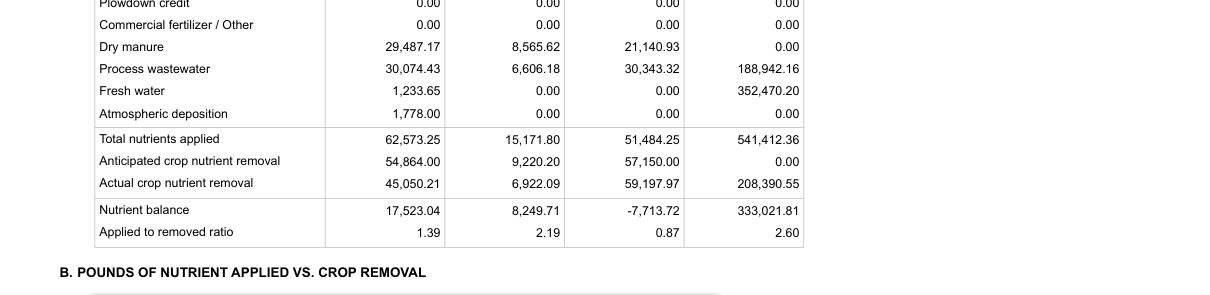 Plowdown credit 0.00 0.00 0.00 0.00
Commercial fertilizer / Other 0.00 0.00 0.00 0.00
Dry manure 29,487.17 8,565.62 21,140.93 0.00
Process wastewater 30,074.43 6,606.18 30,343.32 188,942.16
Fresh water 1,233.65 0.00 0.00 352,470.20
Atmospheric deposition 1,778.00 0.00 0.00 0.00
Total nutrients applied 62,573.25 15,171.80 51,484.25 541,412.36
Anticipated crop nutrient removal 54,864.00 9,220.20 57,150.00 0.00
Actual crop nutrient removal 45,050.21 6,922.09 59,197.97 208,390.55
Nutrient balance 17,523.04 8,249.71 -7,713.72 333,021.81
Applied to removed ratio 1.39 2.19 0.87 2.60
B. POUNDS OF NUTRIENT APPLIED VS. CROP REMOVAL